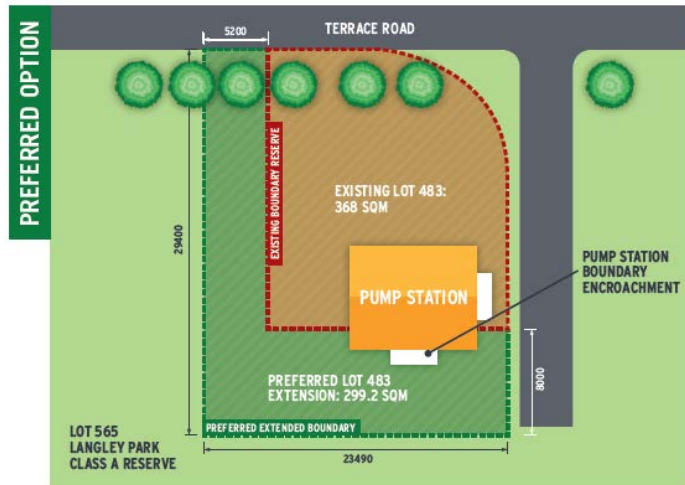 PREFERRED OPTION
TERRACE ROAD
5200
29400
EXISTING BOUNDARY RESERVE
EXISTING LOT 483:
368 SQM
PUMP STATION
PUMP STATION
BOUNDARY
ENCROACHMENT
8000
PREFERRED LOT 483
EXTENSION: 299.2 SQM
PREFERRED EXTENDED BOUNDARY
23490
LOT 565
LANGLEY PARK
CLASS A RESERVE